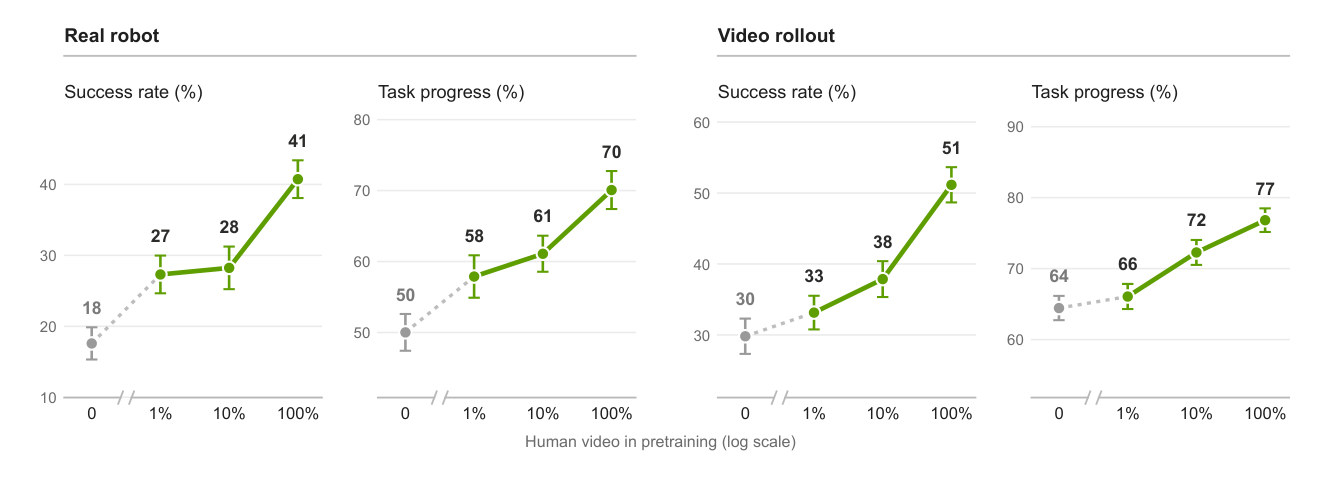 Real robot
Success rate (%)
41
40
28
27
30
18
20
10
0 1% 10% 100%
Task progress (%)
80
70
70
61
58
60
50
50
0 1% 10% 100%
Video rollout
Success rate (%)
60
51
50
38
40
33
30
30
0 1% 10% 100%
Task progress (%)
90
77
80
72
66
70
64
60
0 1% 10% 100%
Human video in pretraining (log scale)